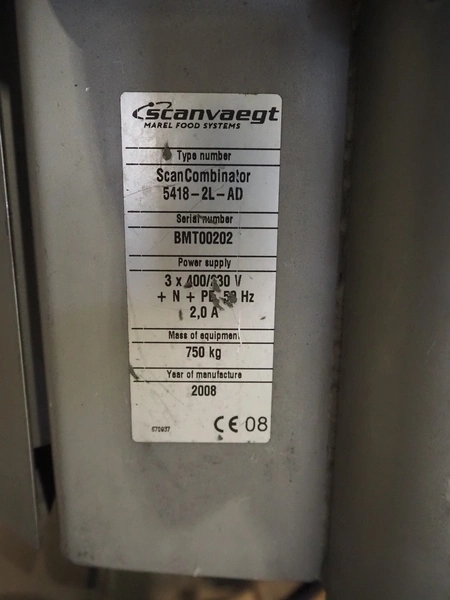 scanvaegt
MAREL FOOD SYSTEMS
Type number
ScanCombinator
5418-2L-AD
Serial number
BMT00202
Power supply
3 x 400/230 V
+ N + PE 50 Hz
2,0 A
Mass of equipment
750 kg
Year of manufacture
2008
CE 08